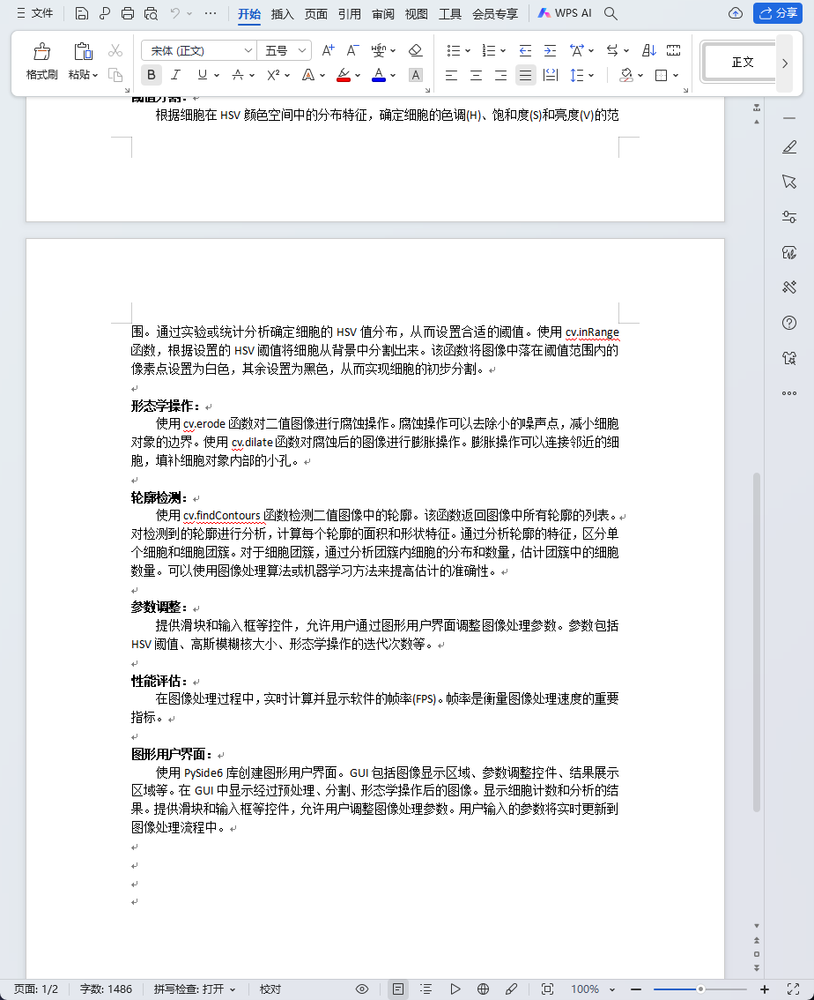 文件
开始 插入 页面 引用 审阅 视图 工具 会员专享 WPS AI
分享
格式刷 粘贴
宋体 (正文) 五号
正文
阈值分割：
根据细胞在 HSV 颜色空间中的分布特征，确定细胞的色调(H)、饱和度(S)和亮度(V)的范
围。通过实验或统计分析确定细胞的 HSV 值分布，从而设置合适的阈值。使用 cv.inRange
函数，根据设置的 HSV 阈值将细胞从背景中分割出来。该函数将图像中落在阈值范围内的
像素点设置为白色，其余设置为黑色，从而实现细胞的初步分割。
形态学操作：
使用 cv.erode 函数对二值图像进行腐蚀操作。腐蚀操作可以去除小的噪声点，减小细胞
对象的边界。使用 cv.dilate 函数对腐蚀后的图像进行膨胀操作。膨胀操作可以连接邻近的细
胞，填补细胞对象内部的小孔。
轮廓检测：
使用 cv.findContours 函数检测二值图像中的轮廓。该函数返回图像中所有轮廓的列表。
对检测到的轮廓进行分析，计算每个轮廓的面积和形状特征。通过分析轮廓的特征，区分单
个细胞和细胞团簇。对于细胞团簇，通过分析团簇内细胞的分布和数量，估计团簇中的细胞
数量。可以使用图像处理算法或机器学习方法来提高估计的准确性。
参数调整：
提供滑块和输入框等控件，允许用户通过图形用户界面调整图像处理参数。参数包括
HSV 阈值、高斯模糊核大小、形态学操作的迭代次数等。
性能评估：
在图像处理过程中，实时计算并显示软件的帧率(FPS)。帧率是衡量图像处理速度的重要
指标。
图形用户界面：
使用 PySide6 库创建图形用户界面。GUI 包括图像显示区域、参数调整控件、结果展示
区域等。在 GUI 中显示经过预处理、分割、形态学操作后的图像。显示细胞计数和分析的结
果。提供滑块和输入框等控件，允许用户调整图像处理参数。用户输入的参数将实时更新到
图像处理流程中。
页面: 1/2 字数: 1486 拼写检查: 打开 校对 100%